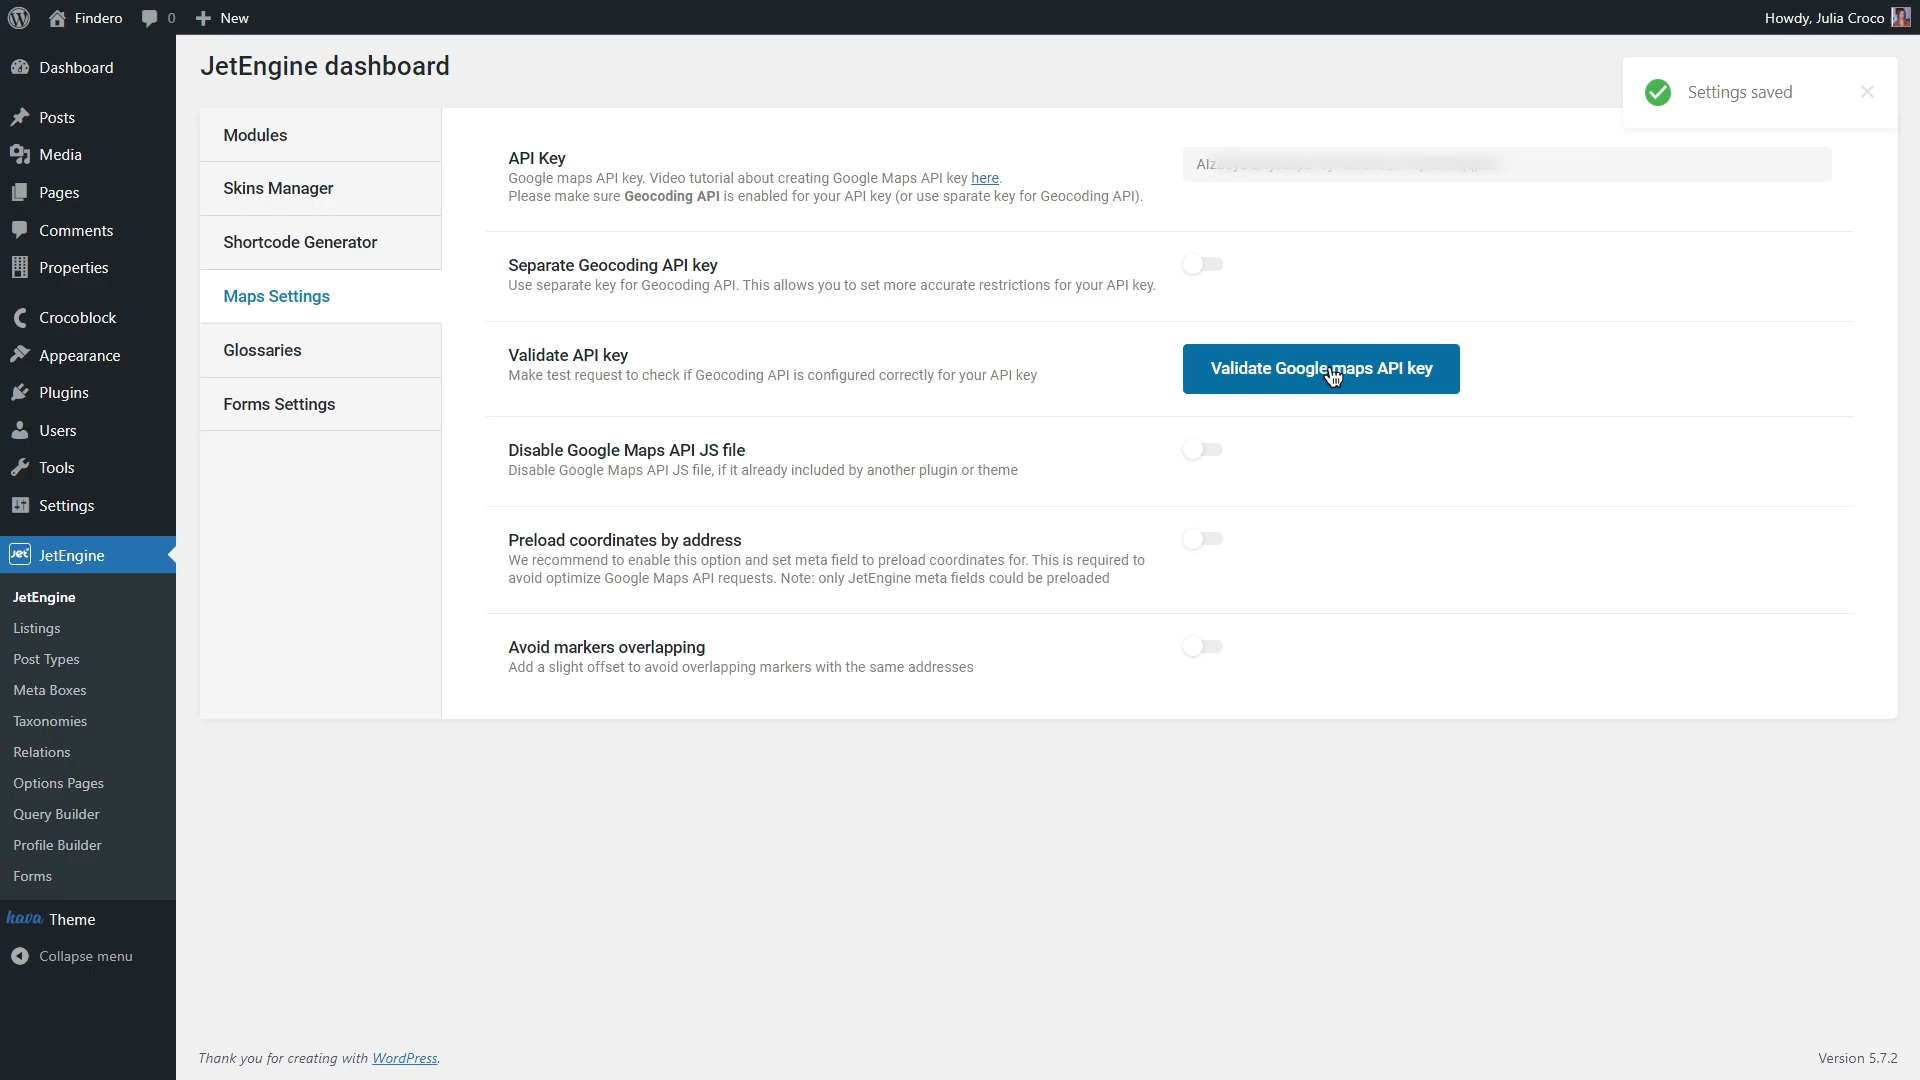 Findero
0
New
Howdy, Julia Croco
Dashboard
Posts
Media
Pages
Comments
Properties
Crocoblock
Appearance
Plugins
Users
Tools
Settings
JetEngine
JetEngine
Listings
Post Types
Meta Boxes
Taxonomies
Relations
Options Pages
Query Builder
Profile Builder
Forms
hava Theme
Collapse menu
JetEngine dashboard
Settings saved
Modules
Skins Manager
Shortcode Generator
Maps Settings
Glossaries
Forms Settings
API Key
Google maps API key. Video tutorial about creating Google Maps API key here.
Please make sure Geocoding API is enabled for your API key (or use sparate key for Geocoding API).
Separate Geocoding API key
Use separate key for Geocoding API. This allows you to set more accurate restrictions for your API key.
Validate API key
Make test request to check if Geocoding API is configured correctly for your API key
Validate Google maps API key
Disable Google Maps API JS file
Disable Google Maps API JS file, if it already included by another plugin or theme
Preload coordinates by address
We recommend to enable this option and set meta field to preload coordinates for. This is required to
avoid optimize Google Maps API requests. Note: only JetEngine meta fields could be preloaded
Avoid markers overlapping
Add a slight offset to avoid overlapping markers with the same addresses
Thank you for creating with WordPress.
Version 5.7.2